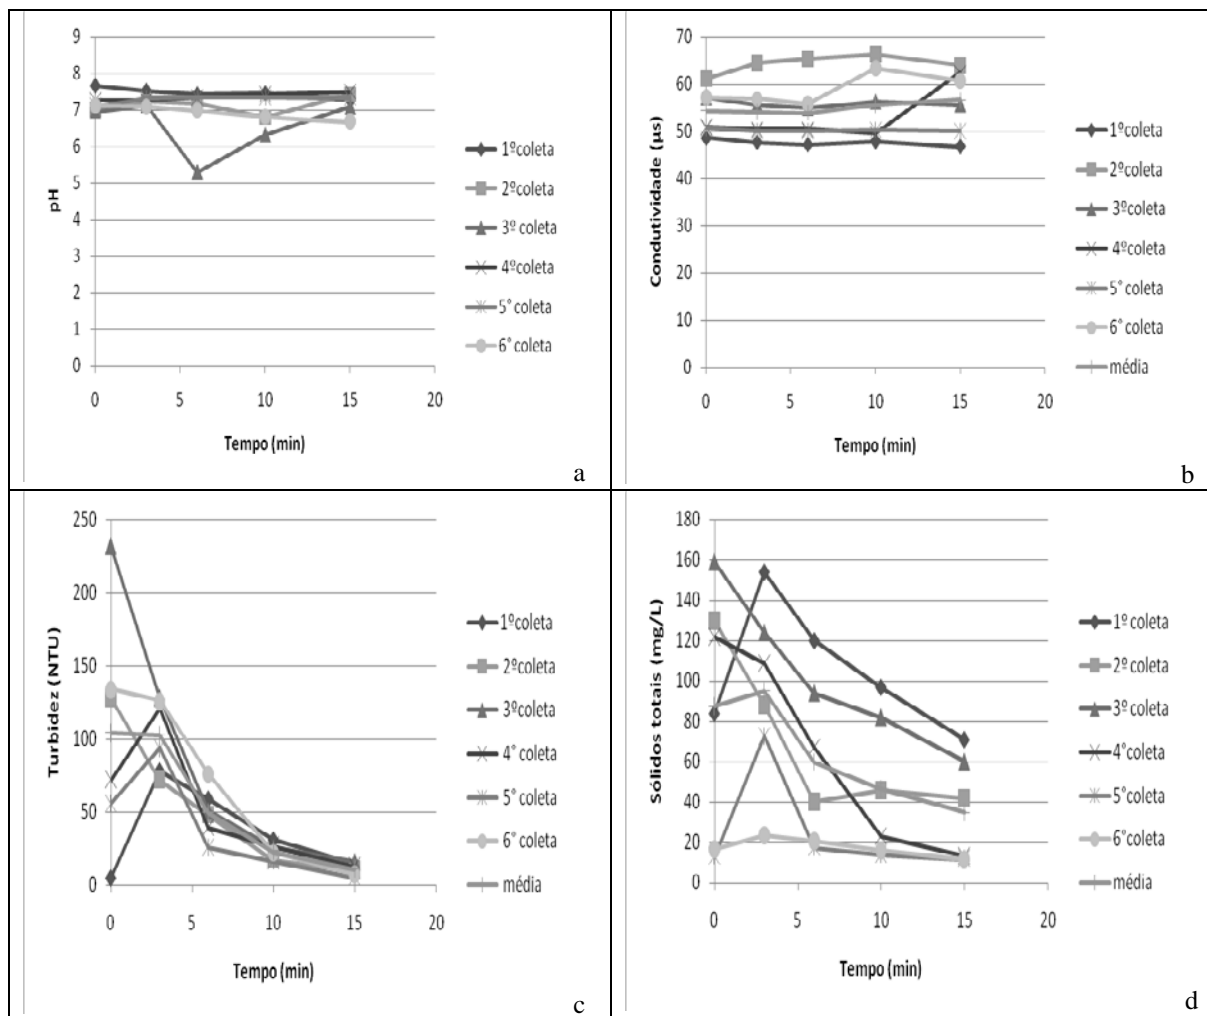 9
8
7
6
5
4
3
2
1
0
pH
0 5 10 15 20
Tempo (min)
1ºcoleta
2ºcoleta
3º coleta
4ºcoleta
5° coleta
6° coleta
a
70
60
50
40
30
20
10
0
Condutividade (µs)
0 5 10 15 20
Tempo (min)
1ºcoleta
2ºcoleta
3ºcoleta
4ºcoleta
5° coleta
6° coleta
média
b
250
200
150
100
50
0
Turbidez (NTU)
0 5 10 15 20
Tempo (min)
1ºcoleta
2ºcoleta
3ºcoleta
4° coleta
5° coleta
6° coleta
média
c
180
160
140
120
100
80
60
40
20
0
Sólidos totais (mg/L)
0 5 10 15 20
Tempo (min)
1º coleta
2º coleta
3º coleta
4°coleta
5°coleta
6°coleta
média
d